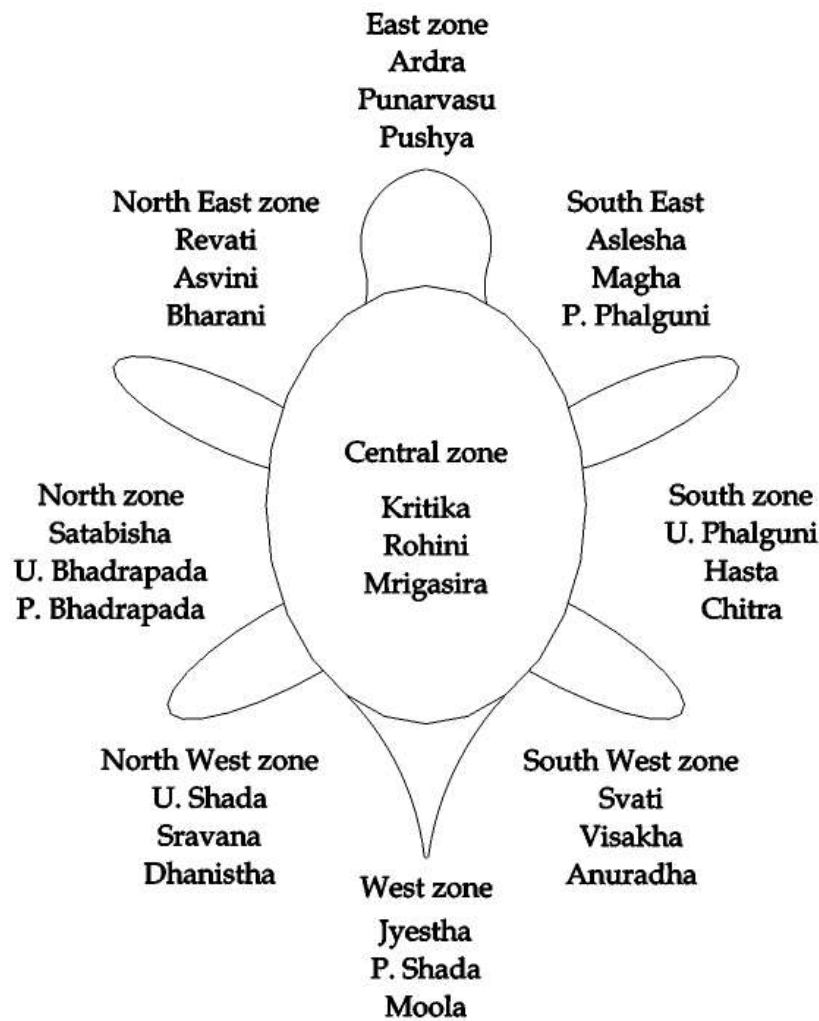 East zone
Ardra
Punarvasu
Pushya
North East zone
Revati
Asvini
Bharani
South East
Aslesha
Magha
P. Phalguni
Central zone
Kritika
Rohini
Mrigasira
North zone
Satabisha
U. Bhadrapada
P. Bhadrapada
South zone
U. Phalguni
Hasta
Chitra
North West zone
U. Shada
Sravana
Dhanistha
South West zone
Svati
Visakha
Anuradha
West zone
Jyestha
P. Shada
Moola